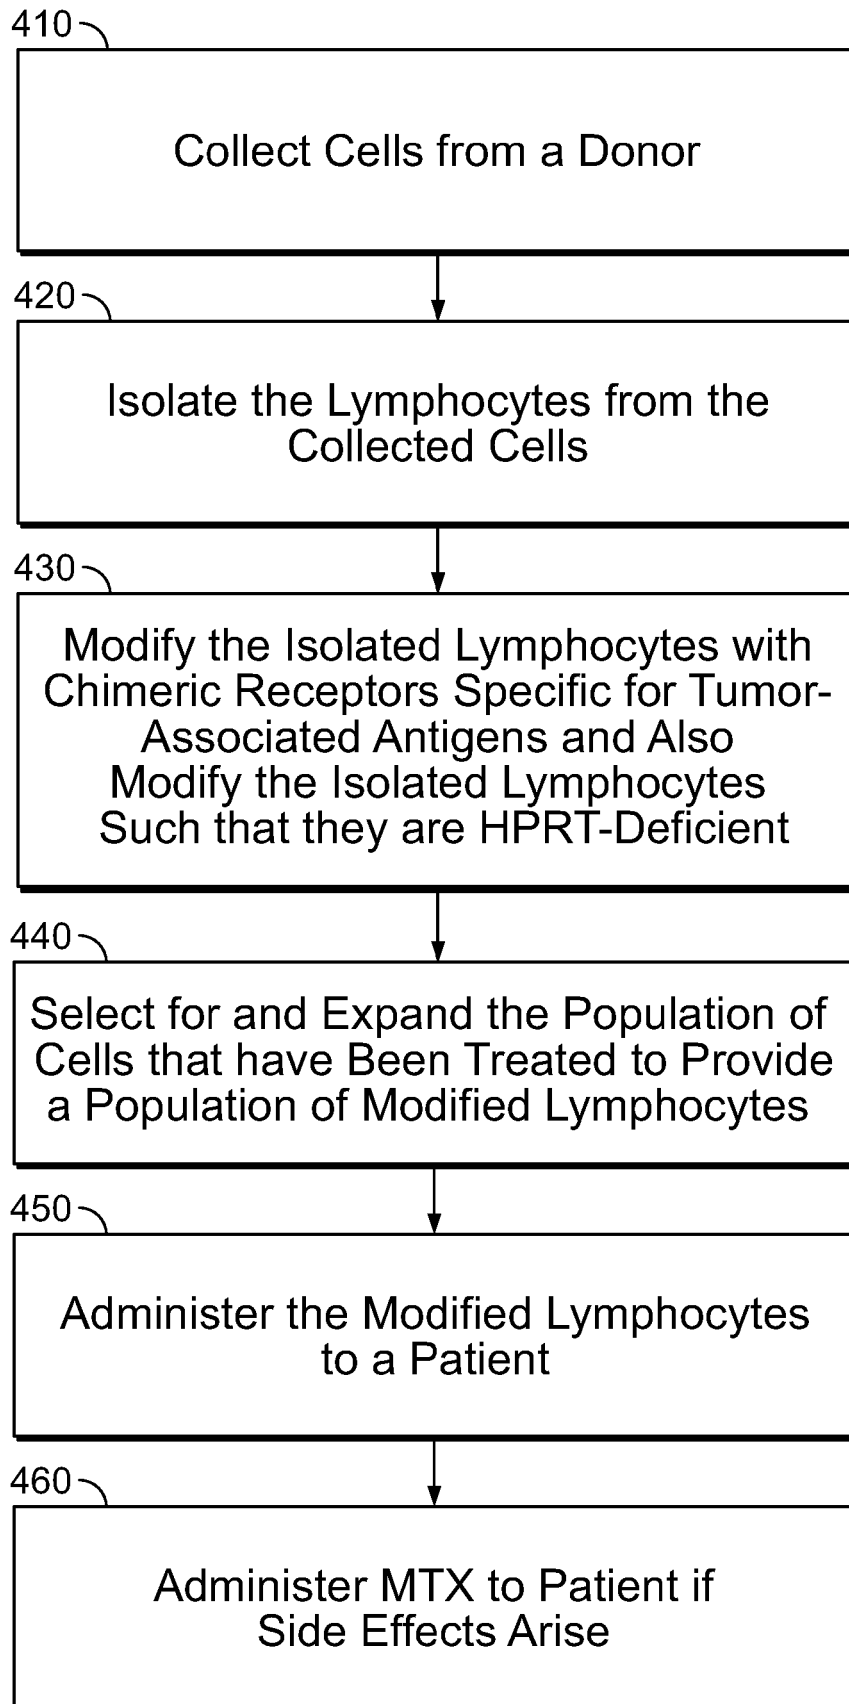 410
Collect Cells from a Donor
420
Isolate the Lymphocytes from the
Collected Cells
430
Modify the Isolated Lymphocytes with
Chimeric Receptors Specific for Tumor-
Associated Antigens and Also
Modify the Isolated Lymphocytes
Such that they are HPRT-Deficient
440
Select for and Expand the Population of
Cells that have Been Treated to Provide
a Population of Modified Lymphocytes
450
Administer the Modified Lymphocytes
to a Patient
460
Administer MTX to Patient if
Side Effects Arise